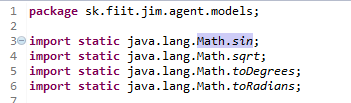 1 package sk.fiit.jim.agent.models;
2
3 import static java.lang.Math.sin;
4 import static java.lang.Math.sqrt;
5 import static java.lang.Math.toDegrees;
6 import static java.lang.Math.toRadians;
7